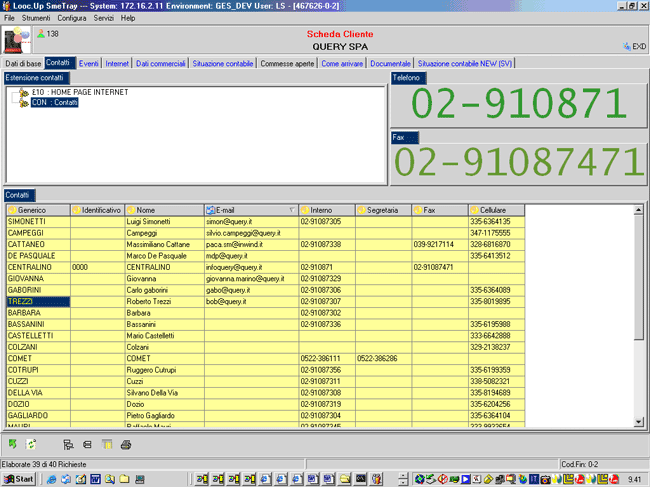 Looc.Up SmeTray --- System: 172.16.2.11 Environment: GES_DEV User: LS - [467626-0-2]
File Strumenti Configura Servizi Help
138
Scheda Cliente
QUERY SPA
EXD
Dati di base Contatti Eventi Internet Dati commerciali Situazione contabile Commesse aperte Come arrivare Documentale Situazione contabile NEW (SV)
Estensione contatti
£10 : HOME PAGE INTERNET
CON : Contatti
Telefono
02-910871
Fax
02-91087471
Contatti
Generico Identificativo Nome E-mail Interno Segretaria Fax Cellulare
SIMONETTI Luigi Simonetti simon@query.it 02-91087305 335-6364135
CAMPEGGI Campeggi silvio.campeggi@query.it 347-1175555
CATTANEO Massimiliano Cattane paca.sm@inwind.it 02-91087338 039-9217114 328-6816870
DE PASQUALE Marco De Pasquale mdp@query.it 335-6413512
CENTRALINO 0000 CENTRALINO infoquery@query.it 02-910871 02-91087471
GIOVANNA Giovanna giovanna.marino@query.it 02-91087329
GABORINI Carlo gaborini gabo@query.it 02-91087306 335-6364089
TREZZI Roberto Trezzi bob@query.it 02-91087307 335-8019895
BARBARA Barbara 02-91087302
BASSANINI Bassanini 02-91087336 335-6195988
CASTELLETTI Mario Castelletti 333-6642888
COLZANI Colzani 329-2138237
COMET COMET 0522-386111 0522-386286
COTRUPI Ruggero Cutrupi 02-91087356 335-6199359
CUZZI Cuzzi 02-91087311 338-5082321
DELLA VIA Silvano Della Via 02-91087308 335-8194689
DOZIO Dozio 02-91087319 335-6204256
GAGLIARDO Pietro Gagliardo 02-91087304 335-6364104
MAURI Raffaele Mauri 02-91087345 333-9933654
Elaborate 39 di 40 Richieste Cod.Fin: 0-2
Start 9.41